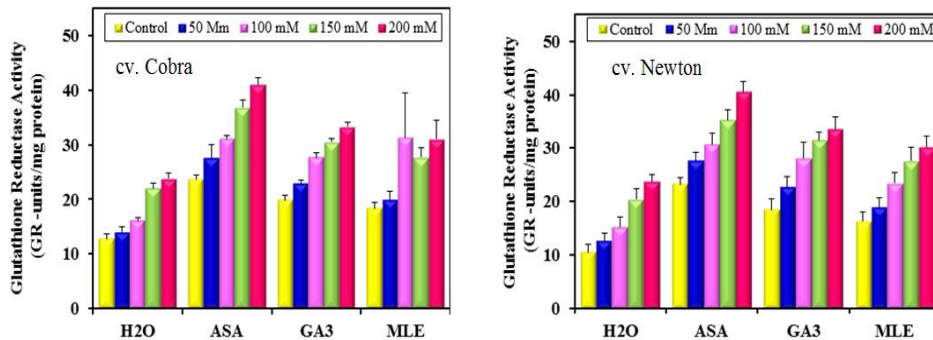 Glutathione Reductase Activity
(GR -units/mg protein)
50
40
30
20
10
0
Control 50 Mm 100 mM 150 mM 200 mM
cv. Cobra
H2O ASA GA3 MLE
Glutathione Reductase Activity
(GR -units/mg protein)
50
40
30
20
10
0
Control 50 Mm 100 mM 150 mM 200 mM
cv. Newton
H2O ASA GA3 MLE